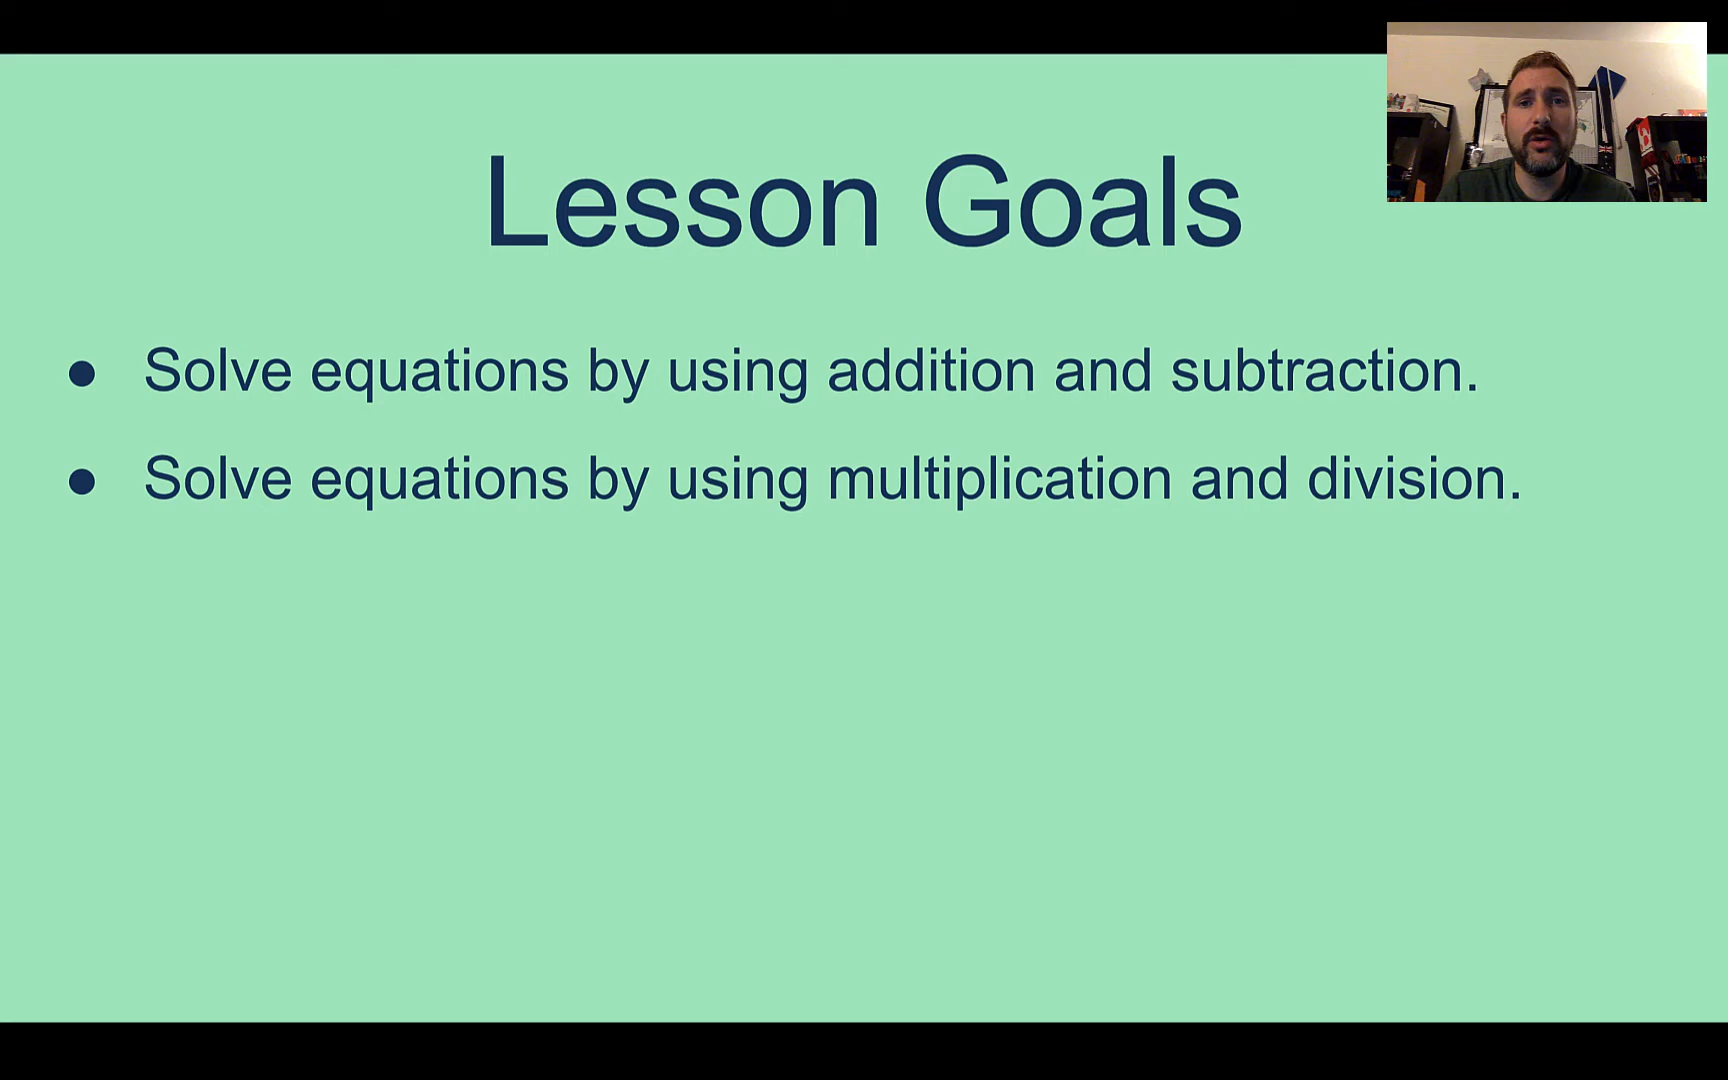 Lesson Goals
● Solve equations by using addition and subtraction.
● Solve equations by using multiplication and division.